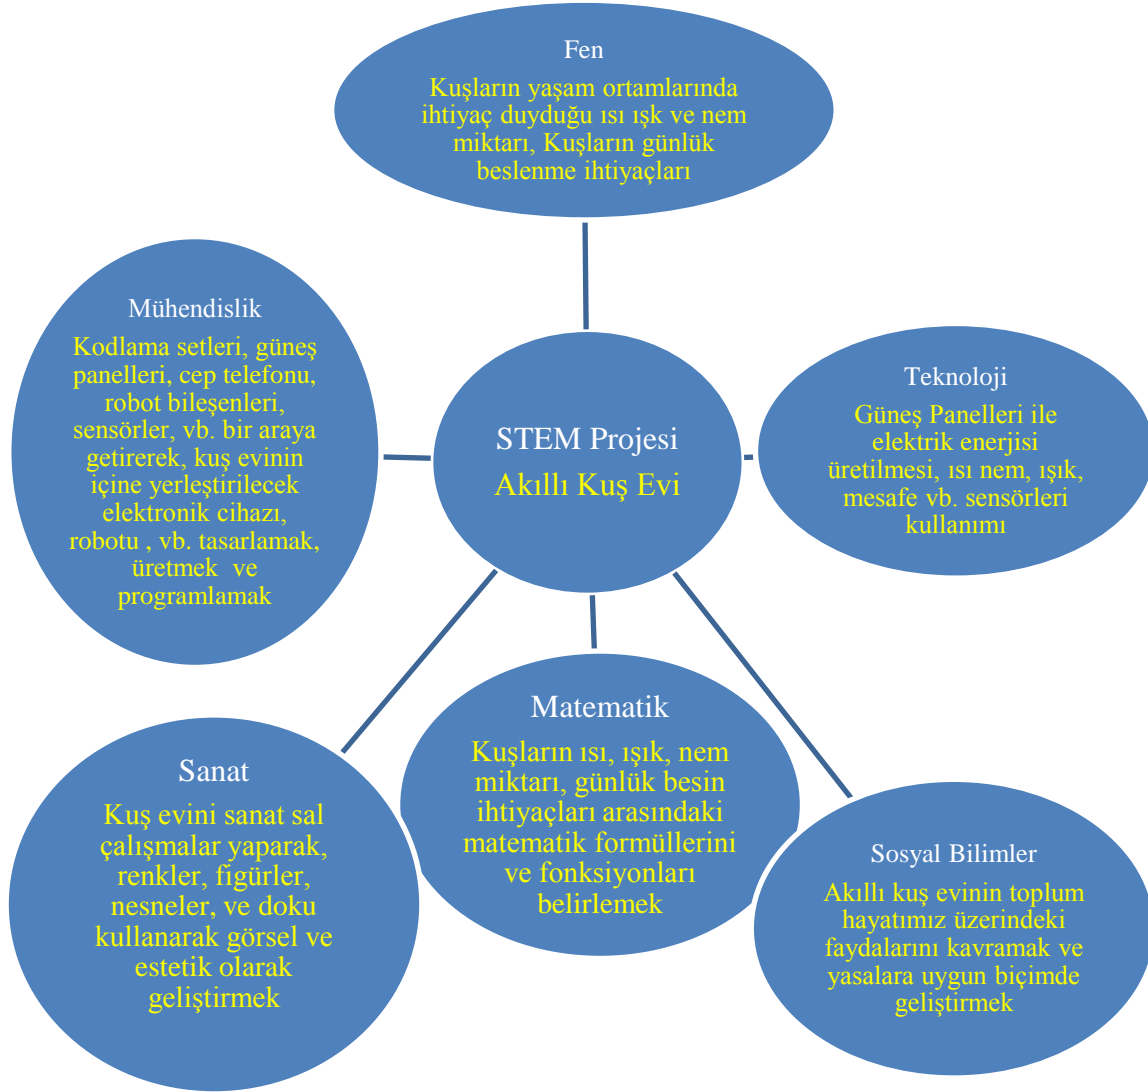 Fen
Kuşların yaşam ortamlarında
ihtiyaç duyduğu ısı ışk ve nem
miktarı, Kuşların günlük
beslenme ihtiyaçları
Mühendislik
Kodlama setleri, güneş
panelleri, cep telefonu,
robot bileşenleri,
sensörler, vb. bir araya
getirerek, kuş evinin
içine yerleştirilecek
elektronik cihazı,
robotu , vb. tasarlamak,
üretmek ve
programlamak
STEM Projesi
Akıllı Kuş Evi
Teknoloji
Güneş Panelleri ile
elektrik enerjisi
üretilmesi, ısı nem, ışık,
mesafe vb. sensörleri
kullanımı
Sanat
Kuş evini sanat sal
çalışmalar yaparak,
renkler, figürler,
nesneler, ve doku
kullanarak görsel ve
estetik olarak
geliştirmek
Matematik
Kuşların ısı, ışık, nem
miktarı, günlük besin
ihtiyaçları arasındaki
matematik formüllerini
ve fonksiyonları
belirlemek
Sosyal Bilimler
Akıllı kuş evinin toplum
hayatımız üzerindeki
faydalarını kavramak ve
yasalara uygun biçimde
geliştirmek